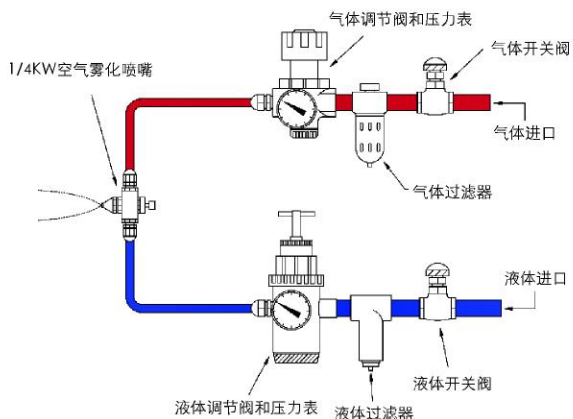 气体调节阀和压力表
气体开关阀
1/4KW空气雾化喷嘴
气体进口
气体过滤器
液体进口
液体开关阀
液体调节阀和压力表
液体过滤器